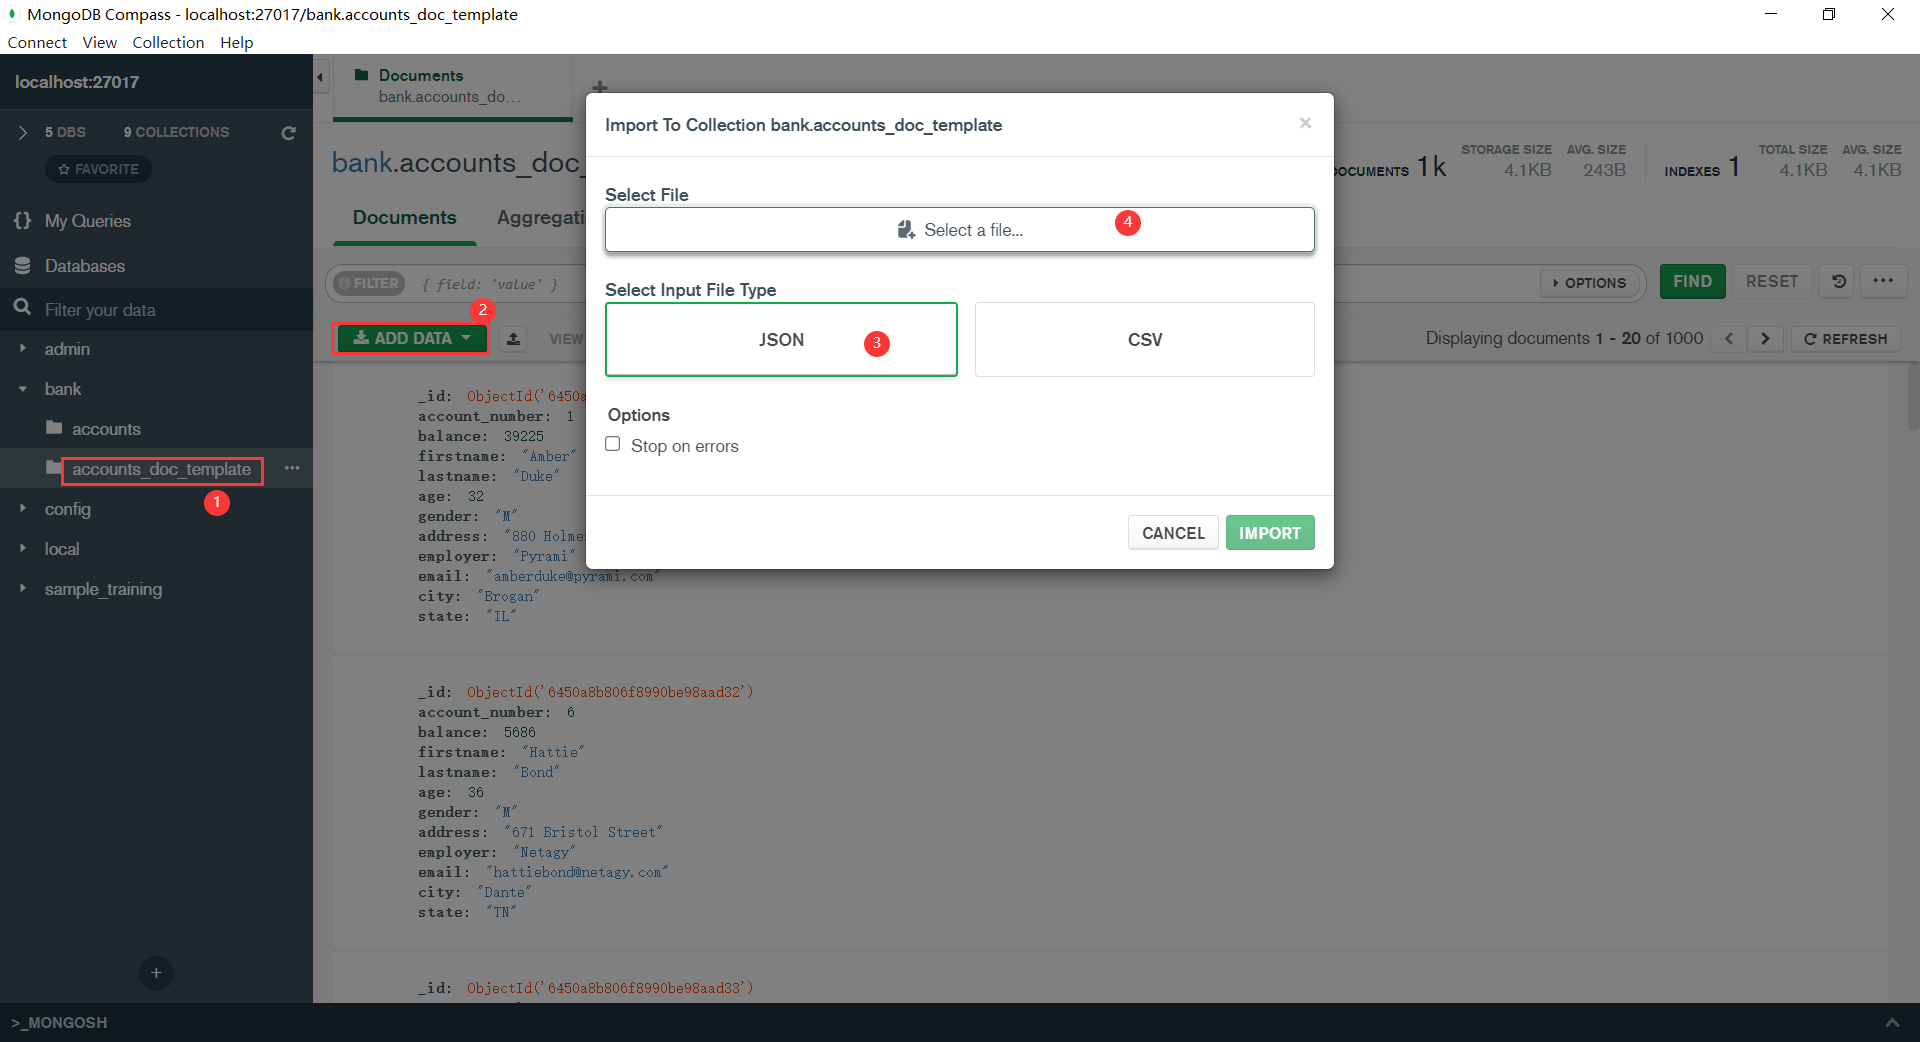 MongoDB Compass - localhost:27017/bank.accounts_doc_template
Connect View Collection Help
localhost:27017
5 DBS 9 COLLECTIONS
FAVORITE
{} My Queries
Databases
Filter your data
admin
bank
accounts
accounts_doc_template ...
1
config
local
sample_training
+
>_MONGOSH
Documents
bank.accounts_do...
+
bank.accounts_doc_
DOCUMENTS 1k
STORAGE SIZE
4.1KB
AVG. SIZE
243B
INDEXES 1
TOTAL SIZE
4.1KB
AVG. SIZE
4.1KB
Documents Aggregati
FILTER { field: 'value' }
OPTIONS
FIND RESET ...
2
ADD DATA
VIEW
Displaying documents 1 - 20 of 1000
REFRESH
Import To Collection bank.accounts_doc_template ×
Select File
Select a file... 4
Select Input File Type
JSON 3
CSV
Options
Stop on errors
CANCEL IMPORT
_id: ObjectId('6450a
account_number: 1
balance: 39225
firstname: "Amber"
lastname: "Duke"
age: 32
gender: "M"
address: "880 Holmes
employer: "Pyrami"
email: "amberduke@pyrami.com"
city: "Brogan"
state: "IL"
_id: ObjectId('6450a8b806f8990be98aad32')
account_number: 6
balance: 5686
firstname: "Hattie"
lastname: "Bond"
age: 36
gender: "M"
address: "671 Bristol Street"
employer: "Netagy"
email: "hattiebond@netagy.com"
city: "Dante"
state: "TN"
_id: ObjectId('6450a8b806f8990be98aad33')